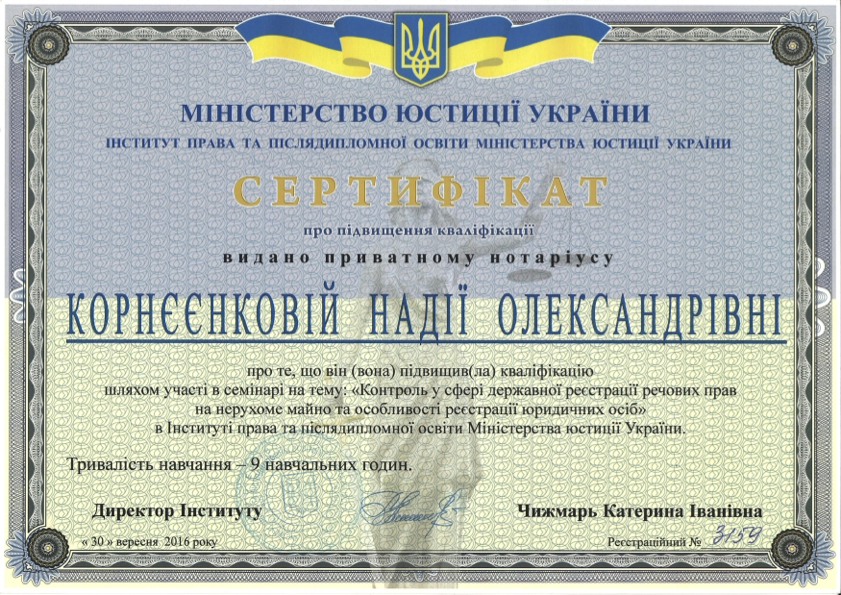 МІНІСТЕРСТВО ЮСТИЦІЇ УКРАЇНИ
ІНСТИТУТ ПРАВА ТА ПІСЛЯДИПЛОМНОЇ ОСВІТИ МІНІСТЕРСТВА ЮСТИЦІЇ УКРАЇНИ
СЕРТИФІКАТ
про підвищення кваліфікації
видано приватному нотаріусу
КОРНЄЄНКОВІЙ НАДІЇ ОЛЕКСАНДРІВНІ
про те, що він (вона) підвищив(ла) кваліфікацію
шляхом участі в семінарі на тему: «Контроль у сфері державної реєстрації речових прав
на нерухоме майно та особливості реєстрації юридичних осіб»
в Інституті права та післядипломної освіти Міністерства юстиції України.
Тривалість навчання – 9 навчальних годин.
Директор Інституту Чижмарь Катерина Іванівна
« 30 » вересня 2016 року Реєстраційний № 3159